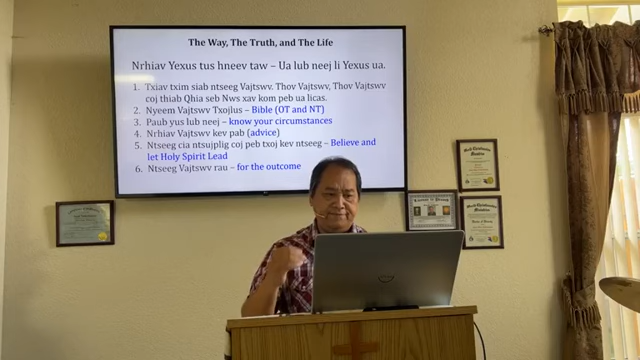 The Way, The Truth, and The Life
Nrhiav Yexus tus hneev taw – Ua lub neej li Yexus ua.
1. Txiav txim siab ntseeg Vajtswv. Thov Vajtswv, Thov Vajtswv
coj thiab Qhia seb Nws xav kom peb ua licas.
2. Nyeem Vajtswv Txojlus – Bible (OT and NT)
3. Paub yus lub neej – know your circumstances
4. Nrhiav Vajtswv kev pab (advice)
5. Ntseeg cia ntsujplig coj peb txoj kev ntseeg – Believe and
let Holy Spirit Lead
6. Ntseeg Vajtswv rau – for the outcome
DELL